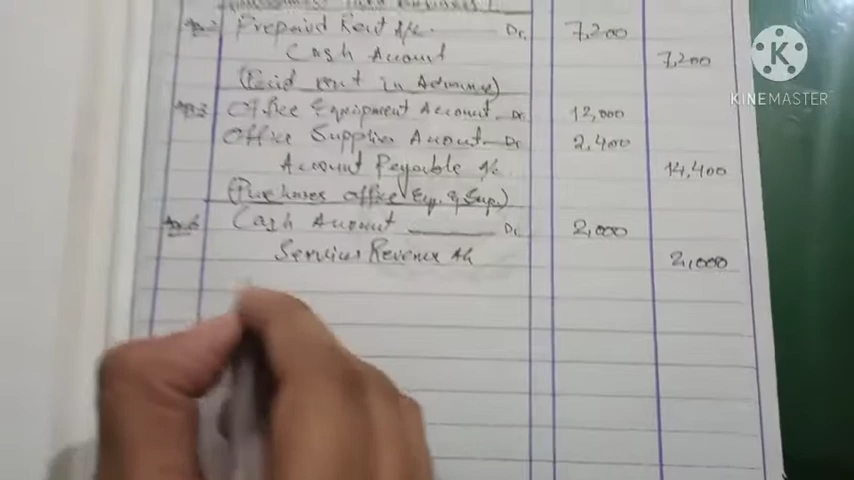 Prepaid Rent A/c. Dr. 7,200
Cash Account 7,200
(Paid rent in Advance)
Office Equipment Account Dr. 12,000
Office Supplies Acount Dr 2,400
Account Payable A/c. 14,400
(Purchases office Eqp. & Sup.)
Cash Account Dr. 2,000
Services Revenue A/c 2,000
KINEMASTER